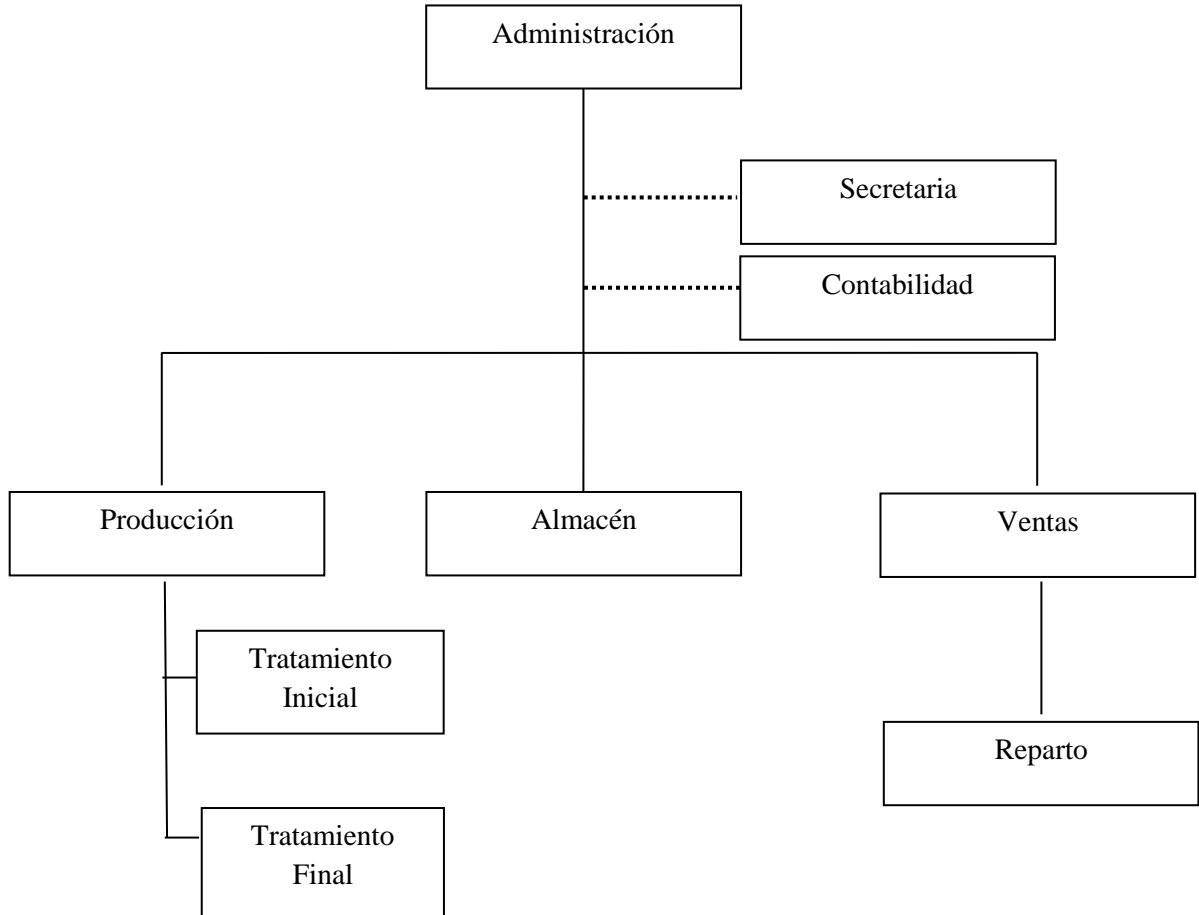 Administración
Secretaria
Contabilidad
Producción
Almacén
Ventas
Tratamiento
Inicial
Reparto
Tratamiento
Final